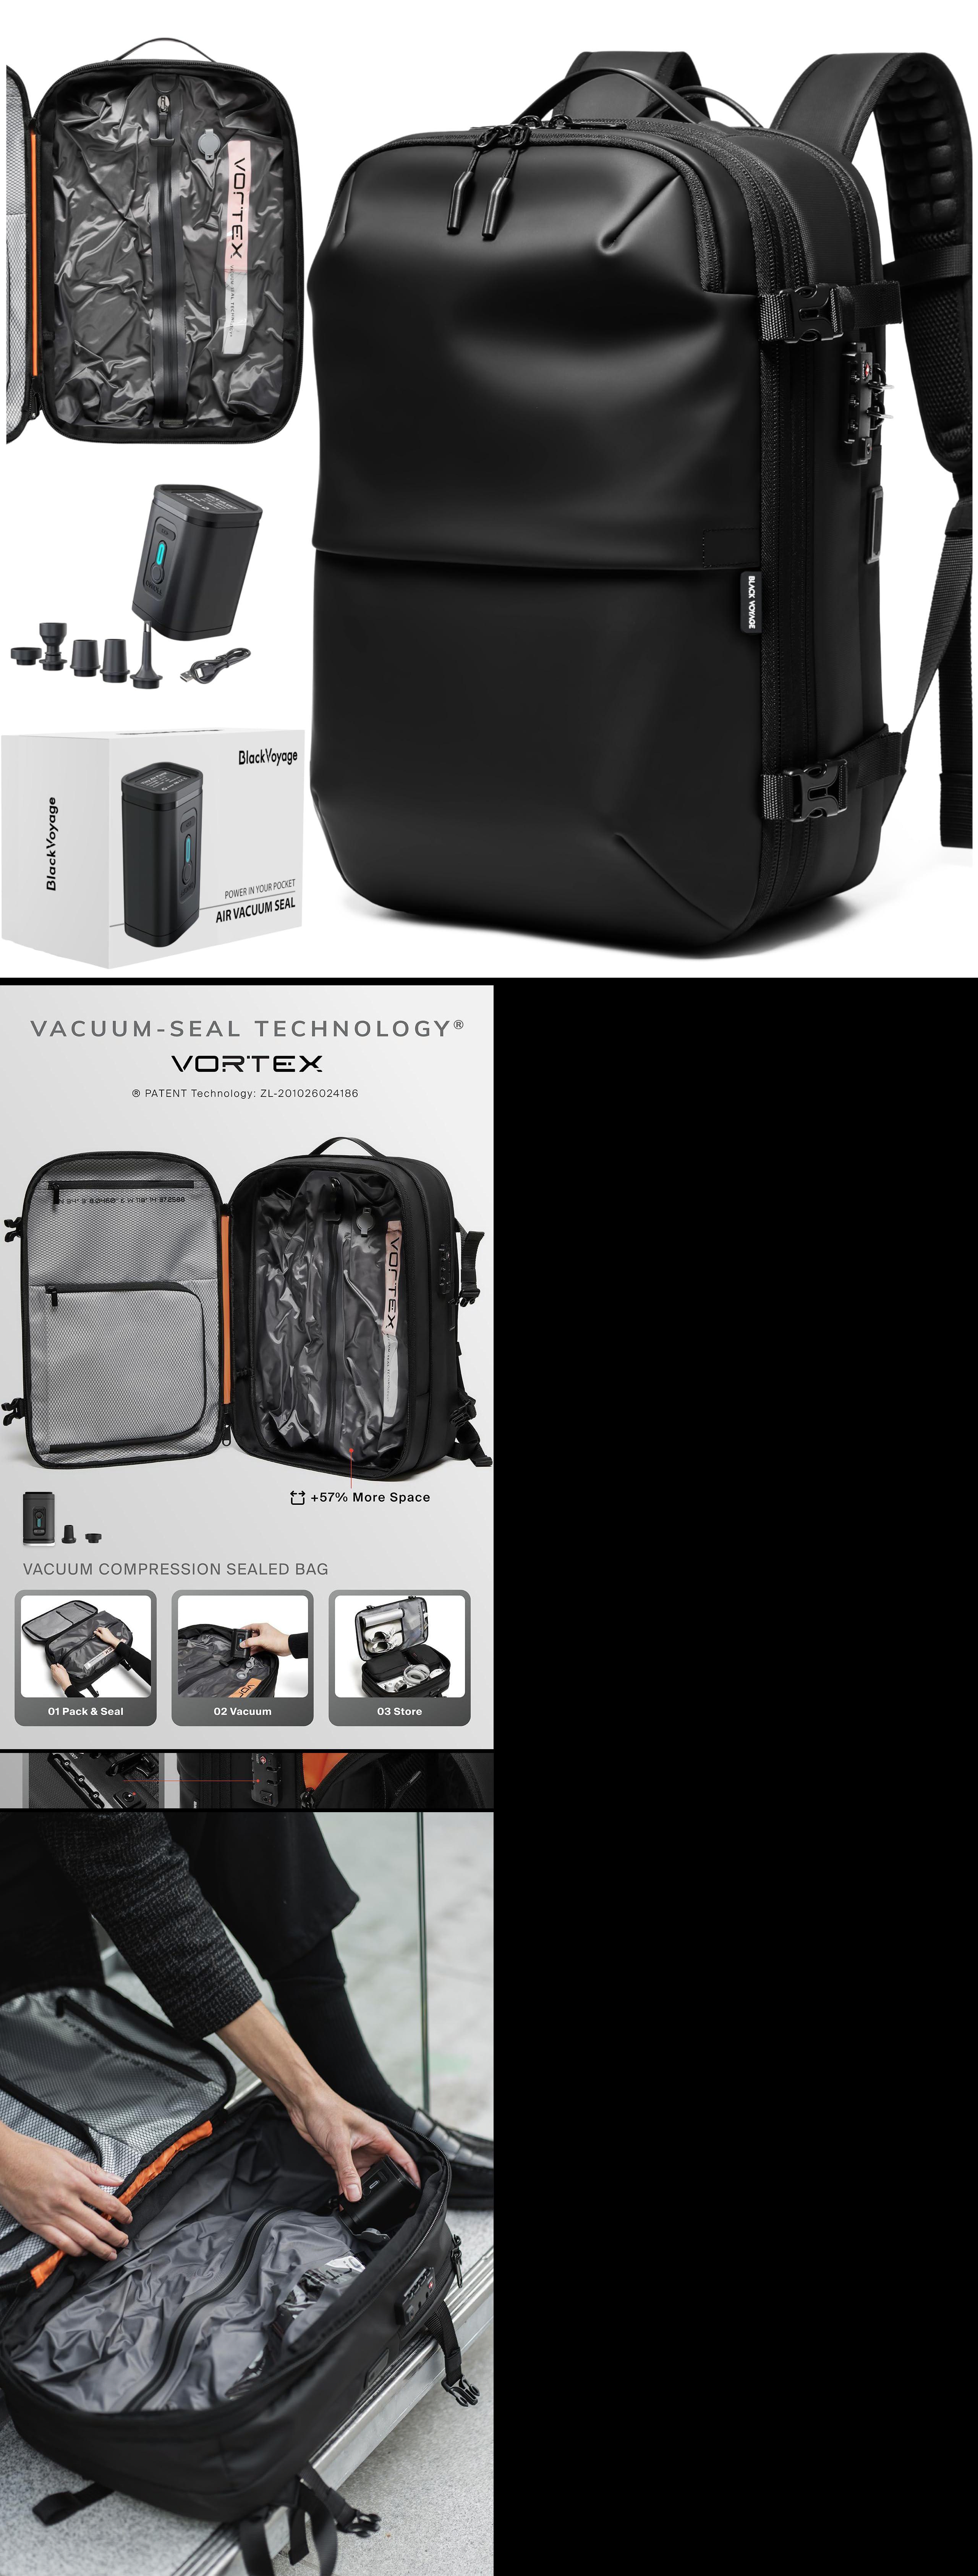 VORTEX
BLACK VOYAGE
BlackVoyage
BlackVoyage
POWER IN YOUR POCKET
AIR VACUUM SEAL
VACUUM-SEAL TECHNOLOGY®
VORTEX
® PATENT Technology: ZL-201026024186
VORTEX
+57% More Space
VACUUM COMPRESSION SEALED BAG
01 Pack & Seal
02 Vacuum
03 Store